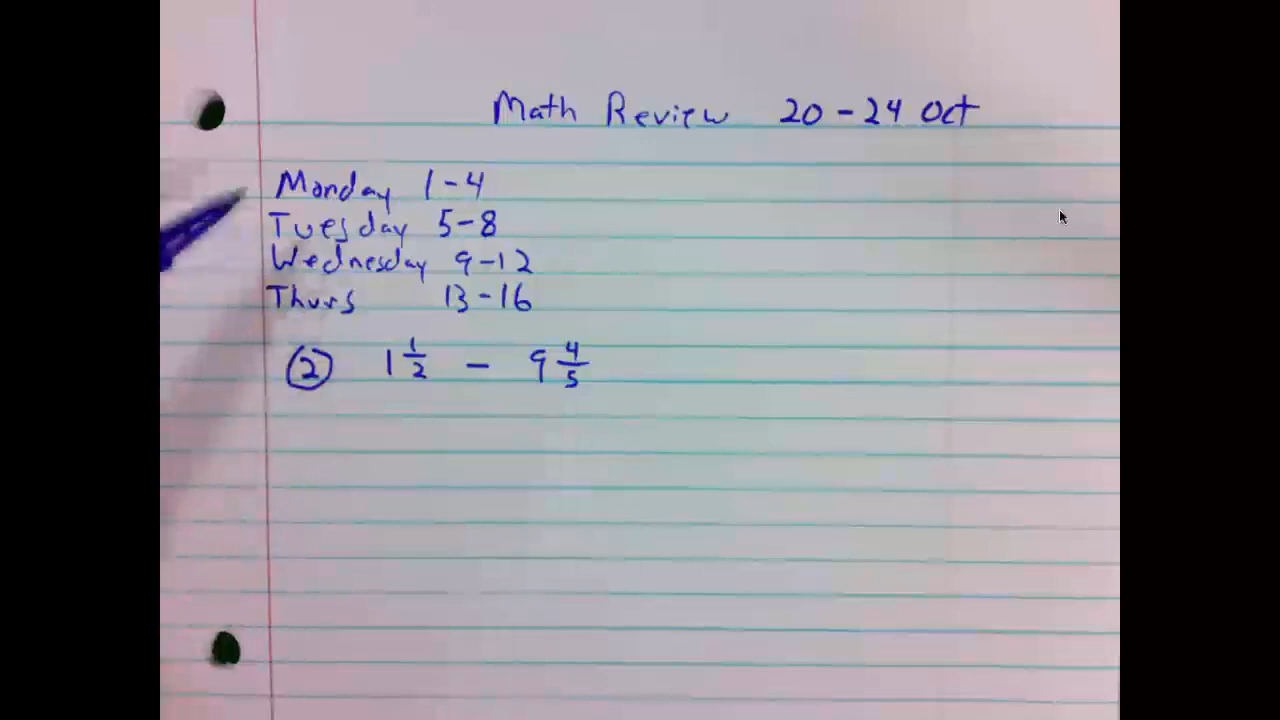 Math Review 20-24 Oct
Monday 1-4
Tuesday 5-8
Wednesday 9-12
Thurs 13-16
② 1 1/2 - 9 4/5